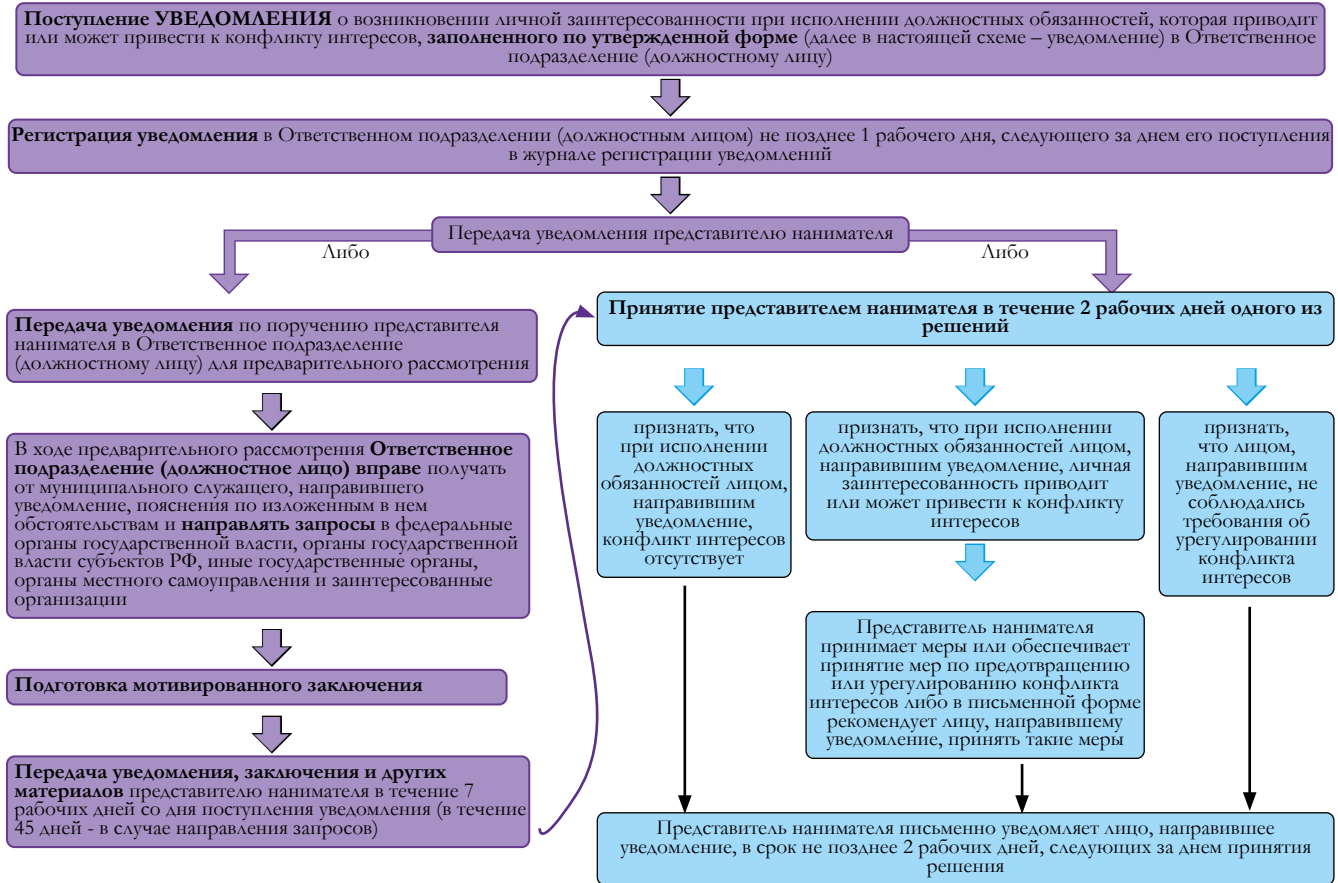 Поступление УВЕДОМЛЕНИЯ о возникновении личной заинтересованности при исполнении должностных обязанностей, которая приводит
или может привести к конфликту интересов, заполненного по утвержденной форме (далее в настоящей схеме – уведомление) в Ответственное
подразделение (должностному лицу)
Регистрация уведомления в Ответственном подразделении (должностным лицом) не позднее 1 рабочего дня, следующего за днем его поступления
в журнале регистрации уведомлений
Передача уведомления представителю нанимателя
Либо
Либо
Передача уведомления по поручению представителя
нанимателя в Ответственное подразделение
(должностному лицу) для предварительного рассмотрения
В ходе предварительного рассмотрения Ответственное
подразделение (должностное лицо) вправе получать
от муниципального служащего, направившего
уведомление, пояснения по изложенным в нем
обстоятельствам и направлять запросы в федеральные
органы государственной власти, органы государственной
власти субъектов РФ, иные государственные органы,
органы местного самоуправления и заинтересованные
организации
Подготовка мотивированного заключения
Передача уведомления, заключения и других
материалов представителю нанимателя в течение 7
рабочих дней со дня поступления уведомления (в течение
45 дней - в случае направления запросов)
Принятие представителем нанимателя в течение 2 рабочих дней одного из
решений
признать, что
при исполнении
должностных
обязанностей лицом,
направившим
уведомление,
конфликт интересов
отсутствует
признать, что при исполнении
должностных обязанностей лицом,
направившим уведомление, личная
заинтересованность приводит
или может привести к конфликту
интересов
Представитель нанимателя
принимает меры или обеспечивает
принятие мер по предотвращению
или урегулированию конфликта
интересов либо в письменной форме
рекомендует лицу, направившему
уведомление, принять такие меры
признать,
что лицом,
направившим
уведомление, не
соблюдались
требования об
урегулировании
конфликта
интересов
Представитель нанимателя письменно уведомляет лицо, направившее
уведомление, в срок не позднее 2 рабочих дней, следующих за днем принятия
решения